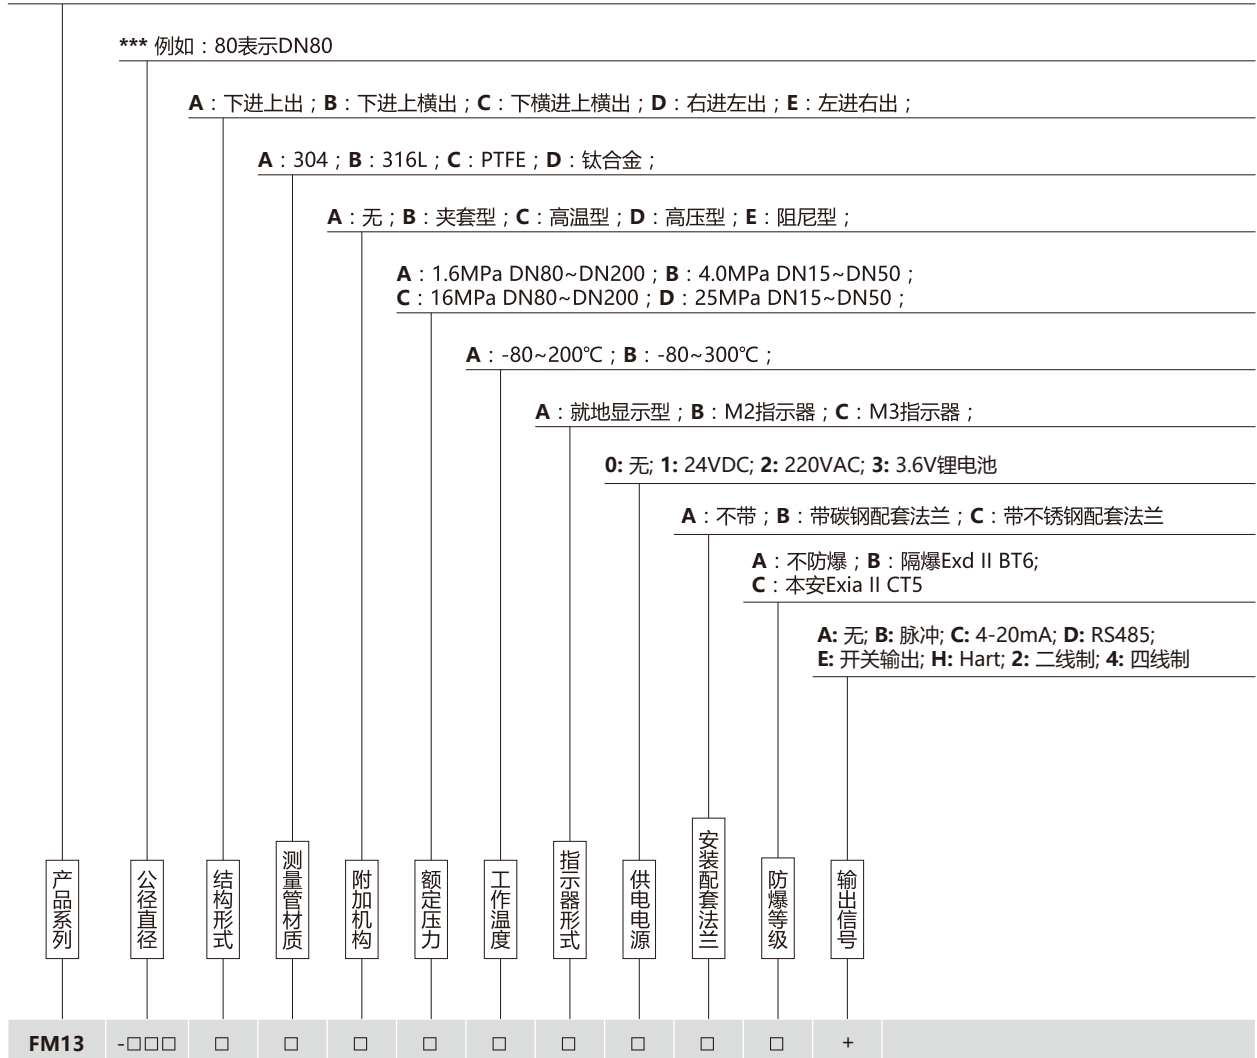 *** 例如：80表示DN80
A：下进上出；B：下进上横出；C：下横进上横出；D：右进左出；E：左进右出；
A：304；B：316L；C：PTFE；D：钛合金；
A：无；B：夹套型；C：高温型；D：高压型；E：阻尼型；
A：1.6MPa DN80~DN200；B：4.0MPa DN15~DN50；
C：16MPa DN80~DN200；D：25MPa DN15~DN50；
A：-80~200℃；B：-80~300℃；
A：就地显示型；B：M2指示器；C：M3指示器；
0: 无; 1: 24VDC; 2: 220VAC; 3: 3.6V锂电池
A：不带；B：带碳钢配套法兰；C：带不锈钢配套法兰
A：不防爆；B：隔爆Exd II BT6;
C：本安Exia II CT5
A: 无; B: 脉冲; C: 4-20mA; D: RS485;
E: 开关输出; H: Hart; 2: 二线制; 4: 四线制
产品系列
公径直径
结构形式
测量管材质
附加机构
额定压力
工作温度
指示器形式
供电电源
安装配套法兰
防爆等级
输出信号
FM13 -□□□ □ □ □ □ □ □ □ □ □ +